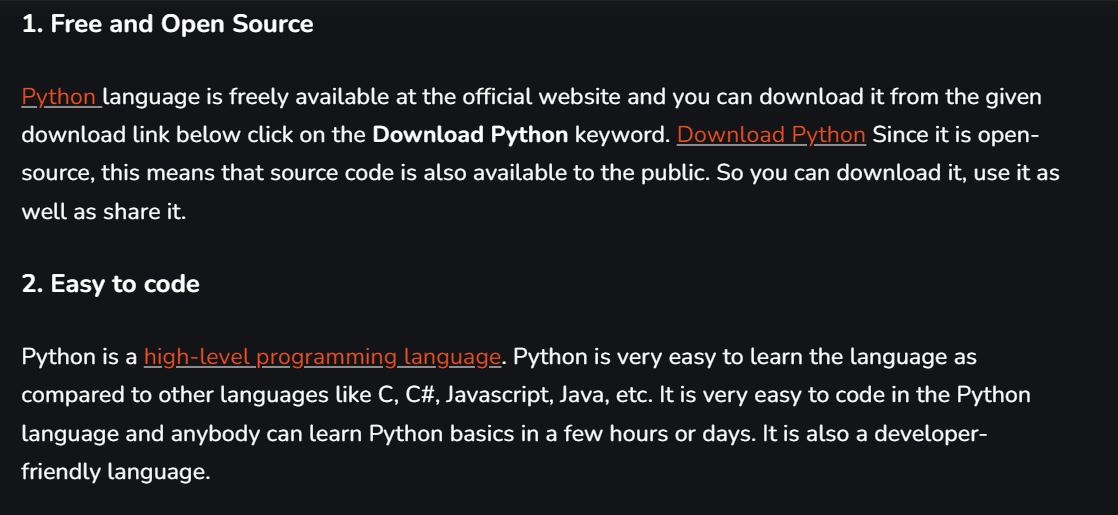 1. Free and Open Source
Python language is freely available at the official website and you can download it from the given
download link below click on the Download Python keyword. Download Python Since it is open-
source, this means that source code is also available to the public. So you can download it, use it as
well as share it.
2. Easy to code
Python is a high-level programming language. Python is very easy to learn the language as
compared to other languages like C, C#, Javascript, Java, etc. It is very easy to code in the Python
language and anybody can learn Python basics in a few hours or days. It is also a developer-
friendly language.